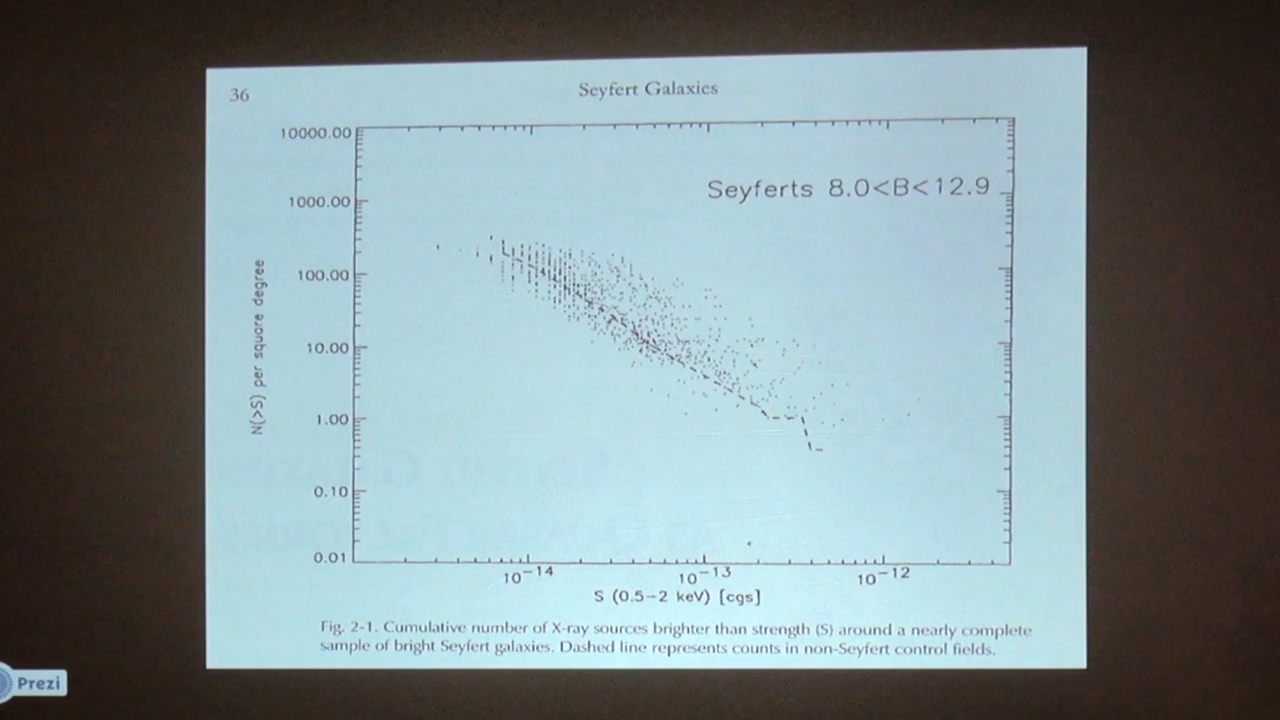 36
Seyfert Galaxies
Seyferts 8.0<B<12.9
10000.00
1000.00
100.00
10.00
1.00
0.10
0.01
N(>S) per square degree
10−14
10−13
10−12
S (0.5−2 keV) [cgs]
Fig. 2-1. Cumulative number of X-ray sources brighter than strength (S) around a nearly complete
sample of bright Seyfert galaxies. Dashed line represents counts in non-Seyfert control fields.
Prezi